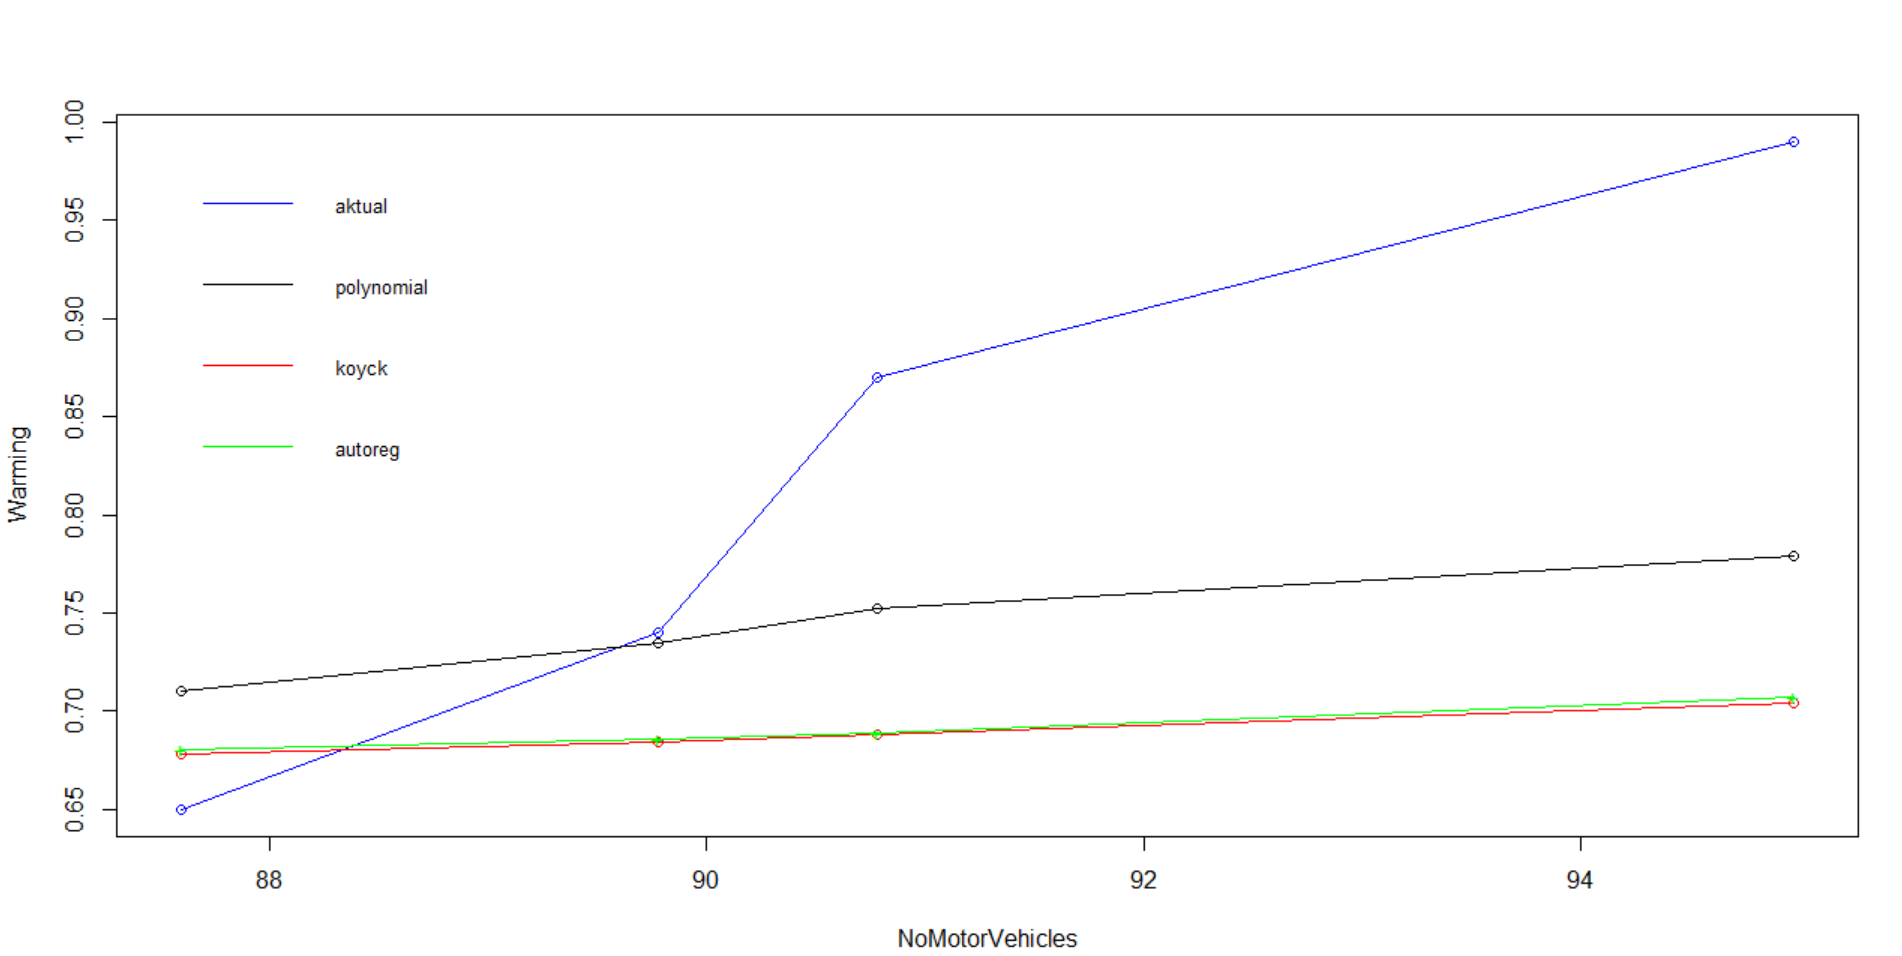 1.00
0.95
0.90
0.85
0.80
0.75
0.70
0.65
Warming
aktual
polynomial
koyck
autoreg
88 90 92 94
NoMotorVehicles